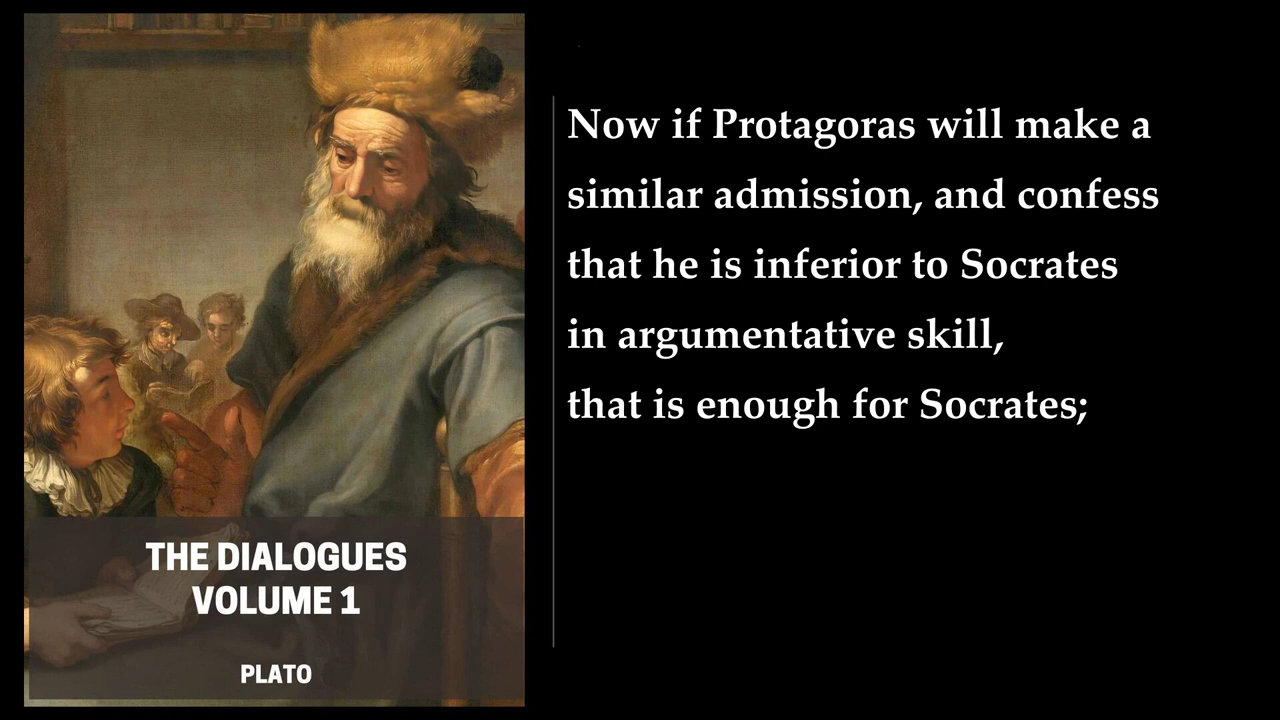 Now if Protagoras will make a
similar admission, and confess
that he is inferior to Socrates
in argumentative skill,
that is enough for Socrates;
THE DIALOGUES
VOLUME 1
PLATO